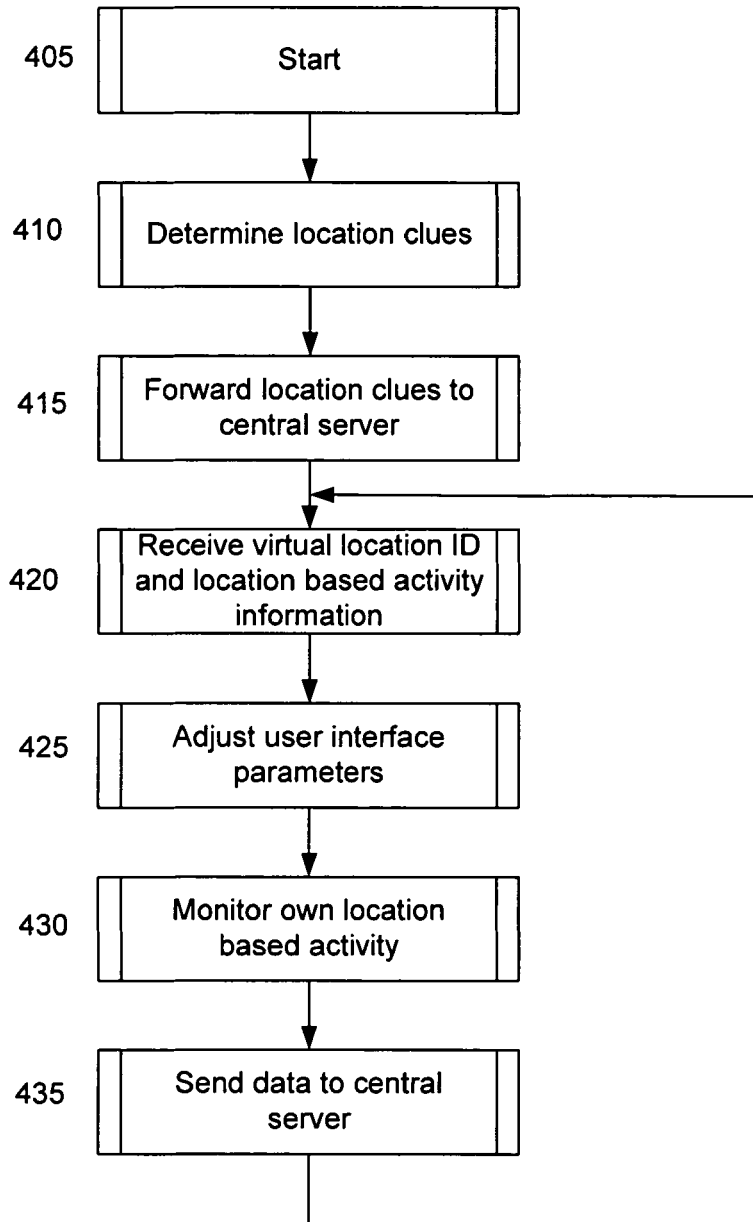 405
Start
410
Determine location clues
415
Forward location clues to
central server
420
Receive virtual location ID
and location based activity
information
425
Adjust user interface
parameters
430
Monitor own location
based activity
435
Send data to central
server